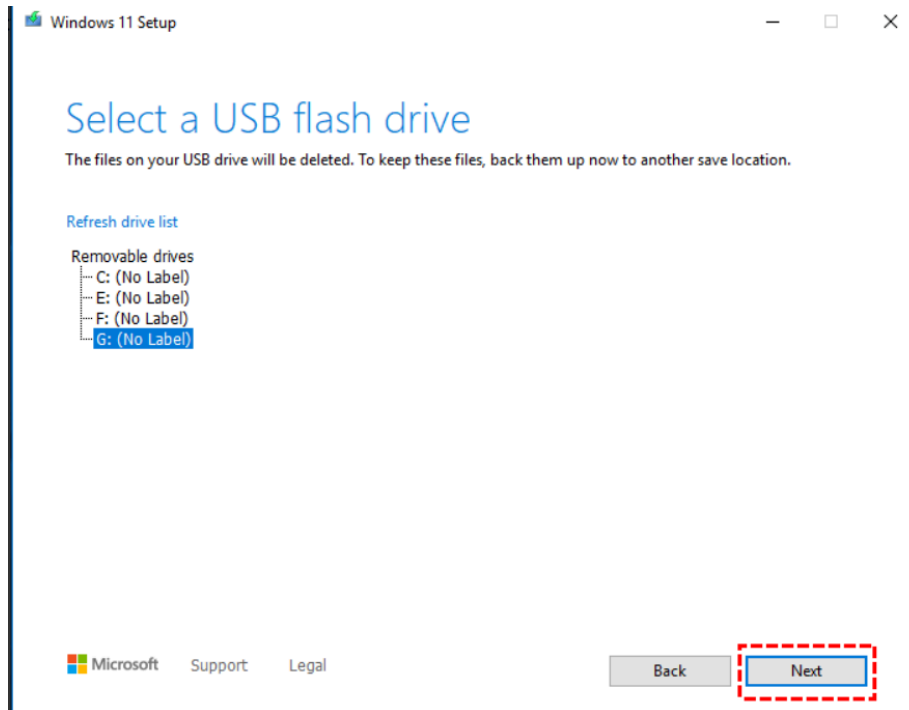 Windows 11 Setup
Select a USB flash drive
The files on your USB drive will be deleted. To keep these files, back them up now to another save location.
Refresh drive list
Removable drives
C: (No Label)
E: (No Label)
F: (No Label)
G: (No Label)
Microsoft Support Legal Back Next